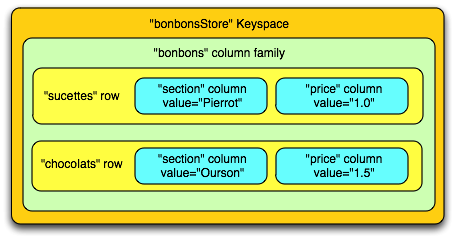 "bonbonsStore" Keyspace
"bonbons" column family
"sucettes" row
"section" column
value="Pierrot"
"price" column
value="1.0"
"chocolats" row
"section" column
value="Ourson"
"price" column
value="1.5"